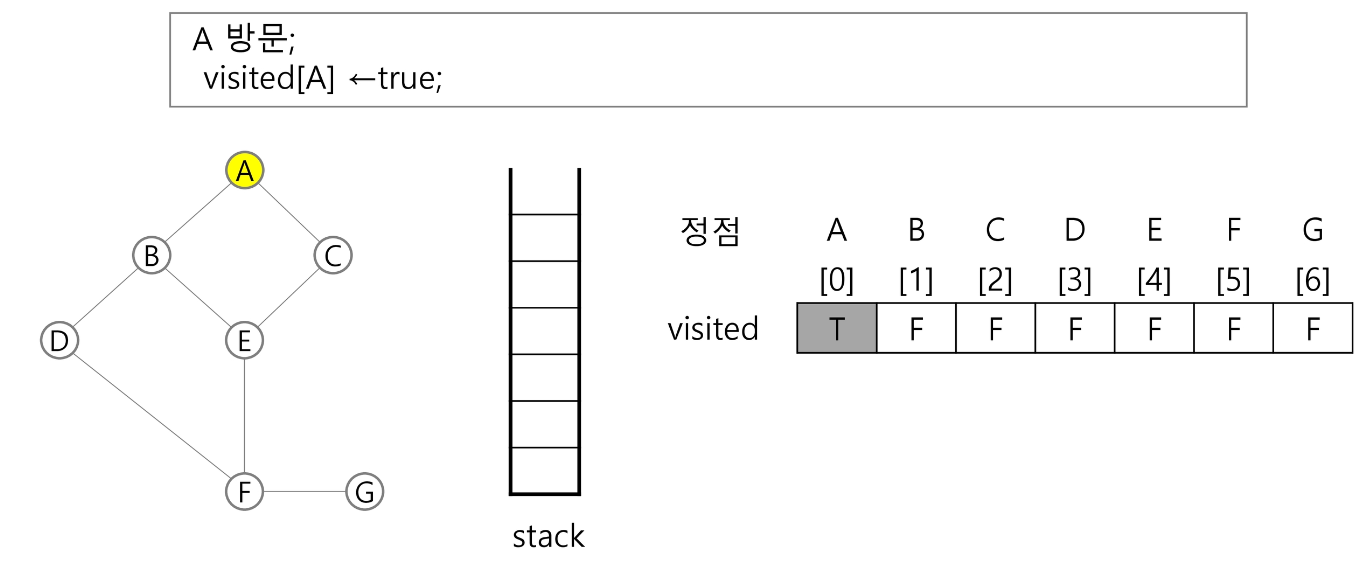 A 방문;
visited[A] ←true;
A
B
C
D
E
F
G
stack
정점 A B C D E F G
[0] [1] [2] [3] [4] [5] [6]
visited T F F F F F F